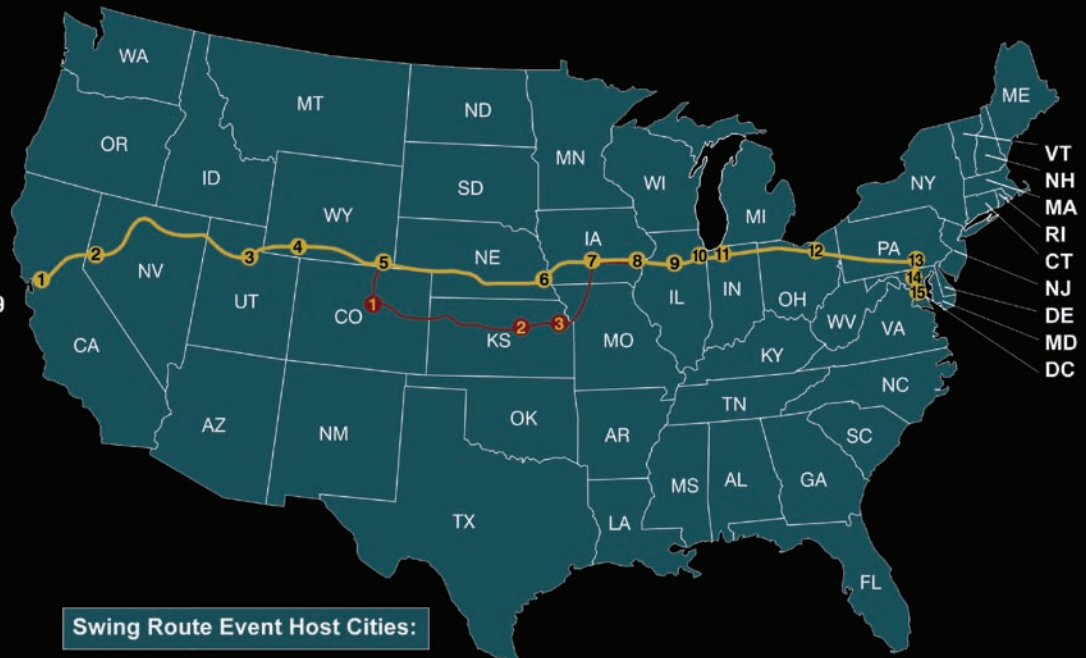 WA
MT
ND
ME
OR
MN
VT
ID
SD
WI
NY
NH
WY
MI
MA
RI
IA
PA
CT
NE
NV
NJ
UT
CO
IL
IN
OH
DE
KS
MO
WV
VA
MD
CA
KY
DC
NC
TN
AZ
NM
OK
AR
SC
MS
AL
GA
TX
LA
FL
1
2
3
4
5
6
7
8
9
10
11
12
13
14
15
1
2
3
9
Swing Route Event Host Cities: